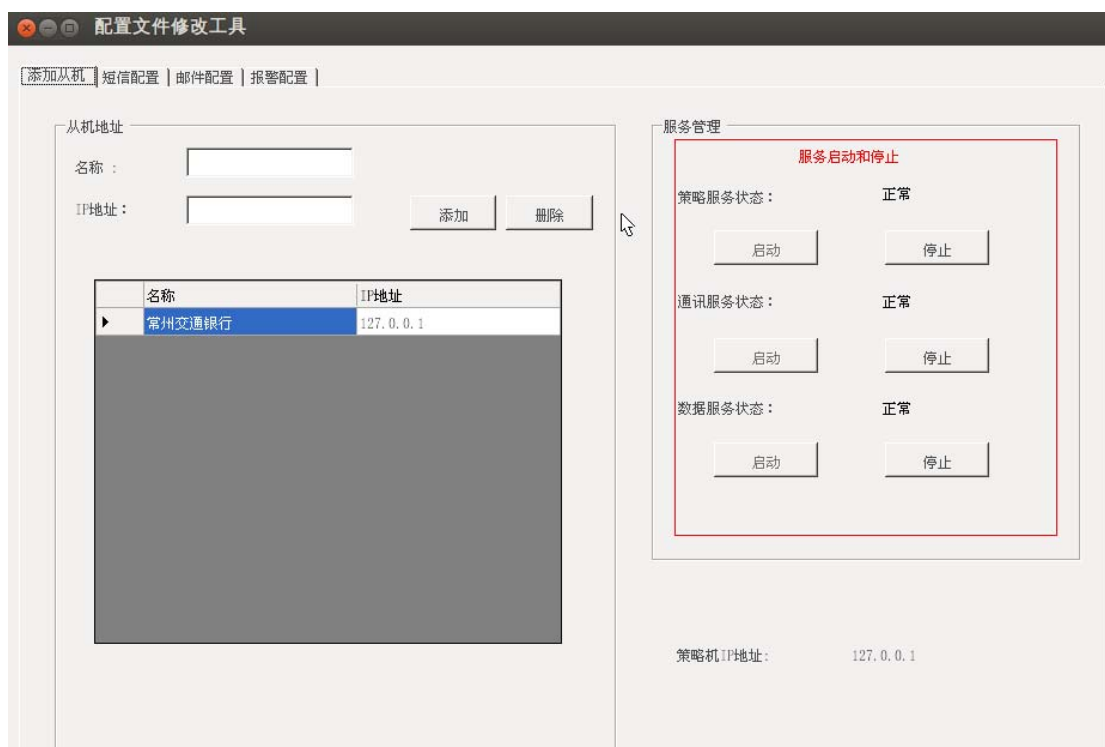 配置文件修改工具
添加从机 短信配置 邮件配置 报警配置
从机地址
名称：
IP地址：
添加 删除
名称 IP地址
常州交通银行 127.0.0.1
服务管理
服务启动和停止
策略服务状态： 正常
启动 停止
通讯服务状态： 正常
启动 停止
数据服务状态： 正常
启动 停止
策略机IP地址: 127.0.0.1